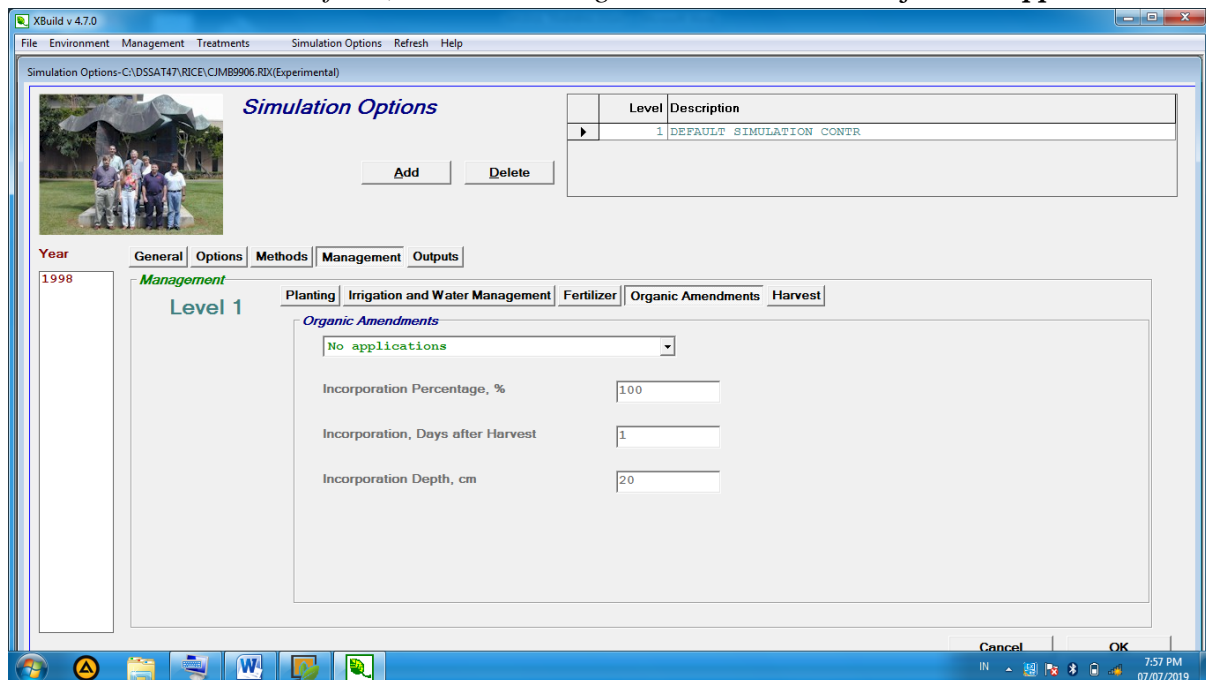 XBuild v 4.7.0
File Environment Management Treatments Simulation Options Refresh Help
Simulation Options-C:\DSSAT47\RICE\CJMB9906.RIX(Experimental)
Simulation Options
Level Description
1 DEFAULT SIMULATION CONTR
Add Delete
Year
General Options Methods Management Outputs
1998
Management
Level 1
Planting Irrigation and Water Management Fertilizer Organic Amendments Harvest
Organic Amendments
No applications
Incorporation Percentage, % 100
Incorporation, Days after Harvest 1
Incorporation Depth, cm 20
Cancel OK
IN 7:57 PM
07/07/2019